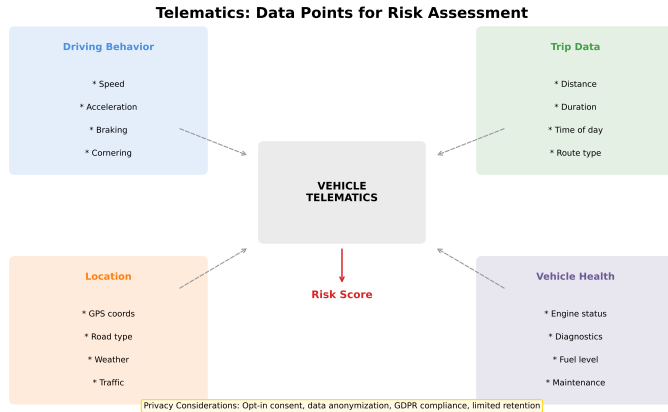 Telematics: Data Points for Risk Assessment
Driving Behavior
* Speed
* Acceleration
* Braking
* Cornering
Trip Data
* Distance
* Duration
* Time of day
* Route type
VEHICLE
TELEMATICS
Risk Score
Location
* GPS coords
* Road type
* Weather
* Traffic
Vehicle Health
* Engine status
* Diagnostics
* Fuel level
* Maintenance
Privacy Considerations: Opt-in consent, data anonymization, GDPR compliance, limited retention